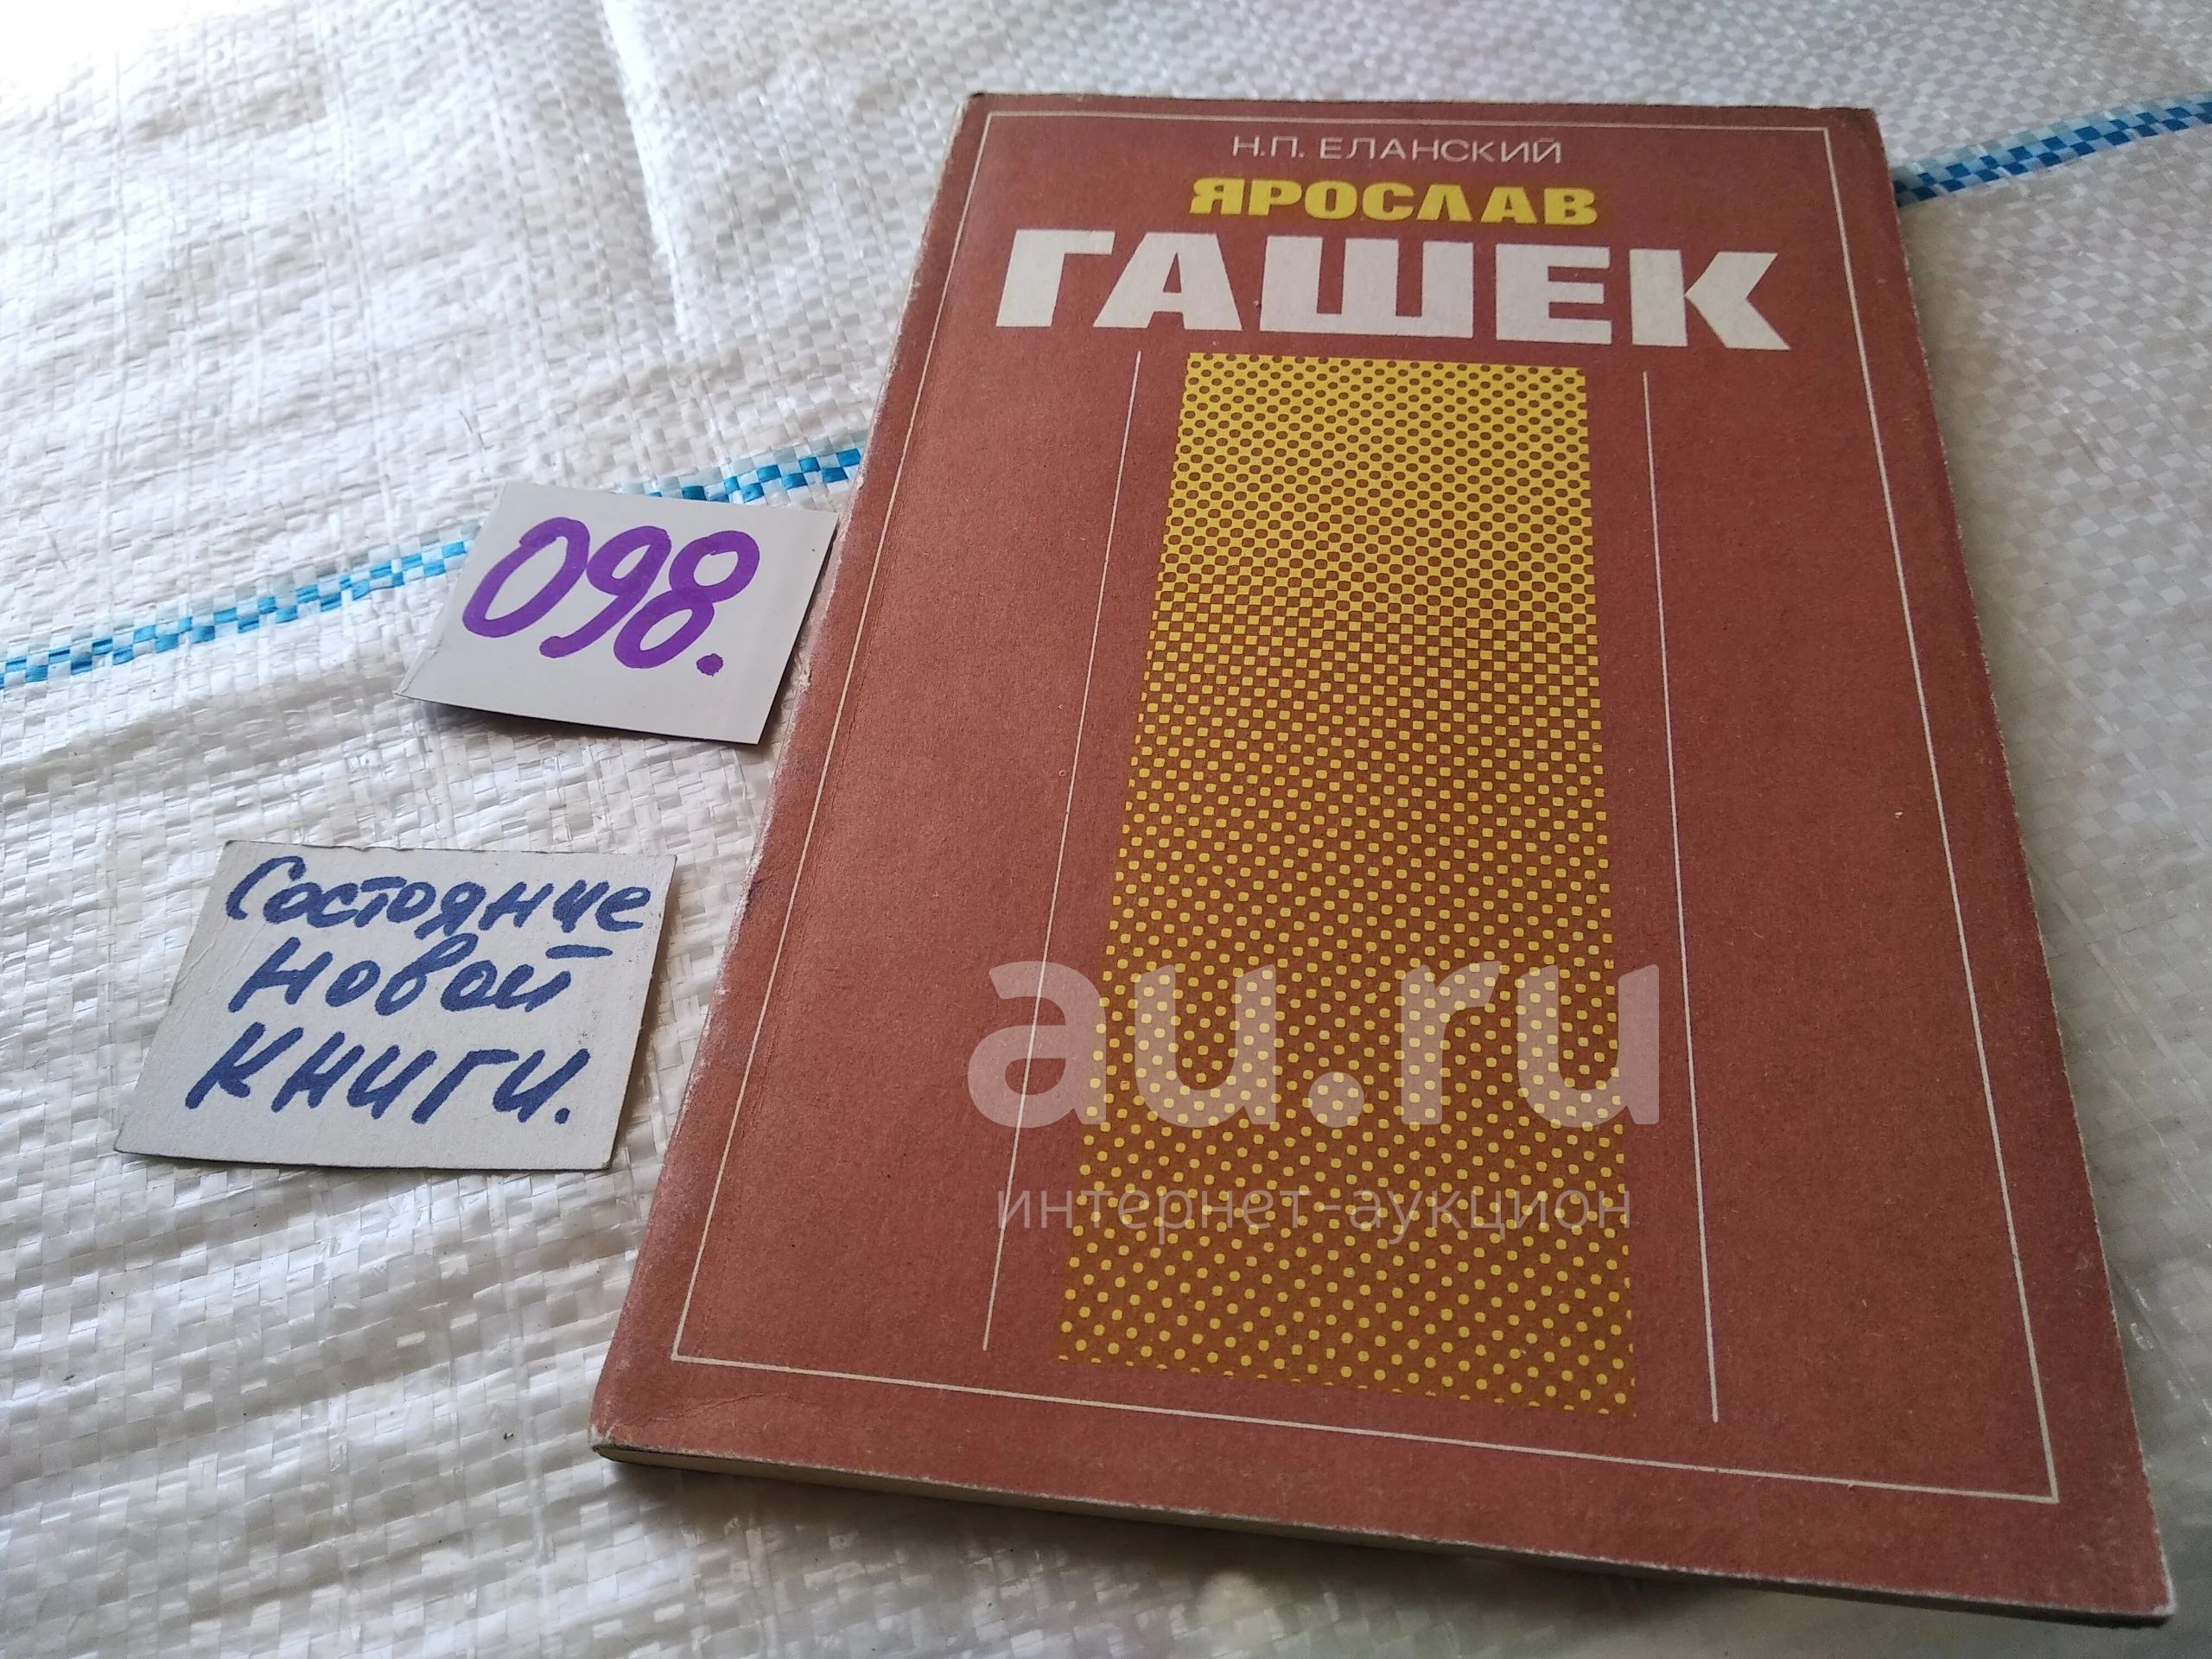 Н.П. ЕЛАНСКИЙ
ЯРОСЛАВ
ГАШЕК
098.
Состояние
новой
книги.
au.ru
интернет-аукцион